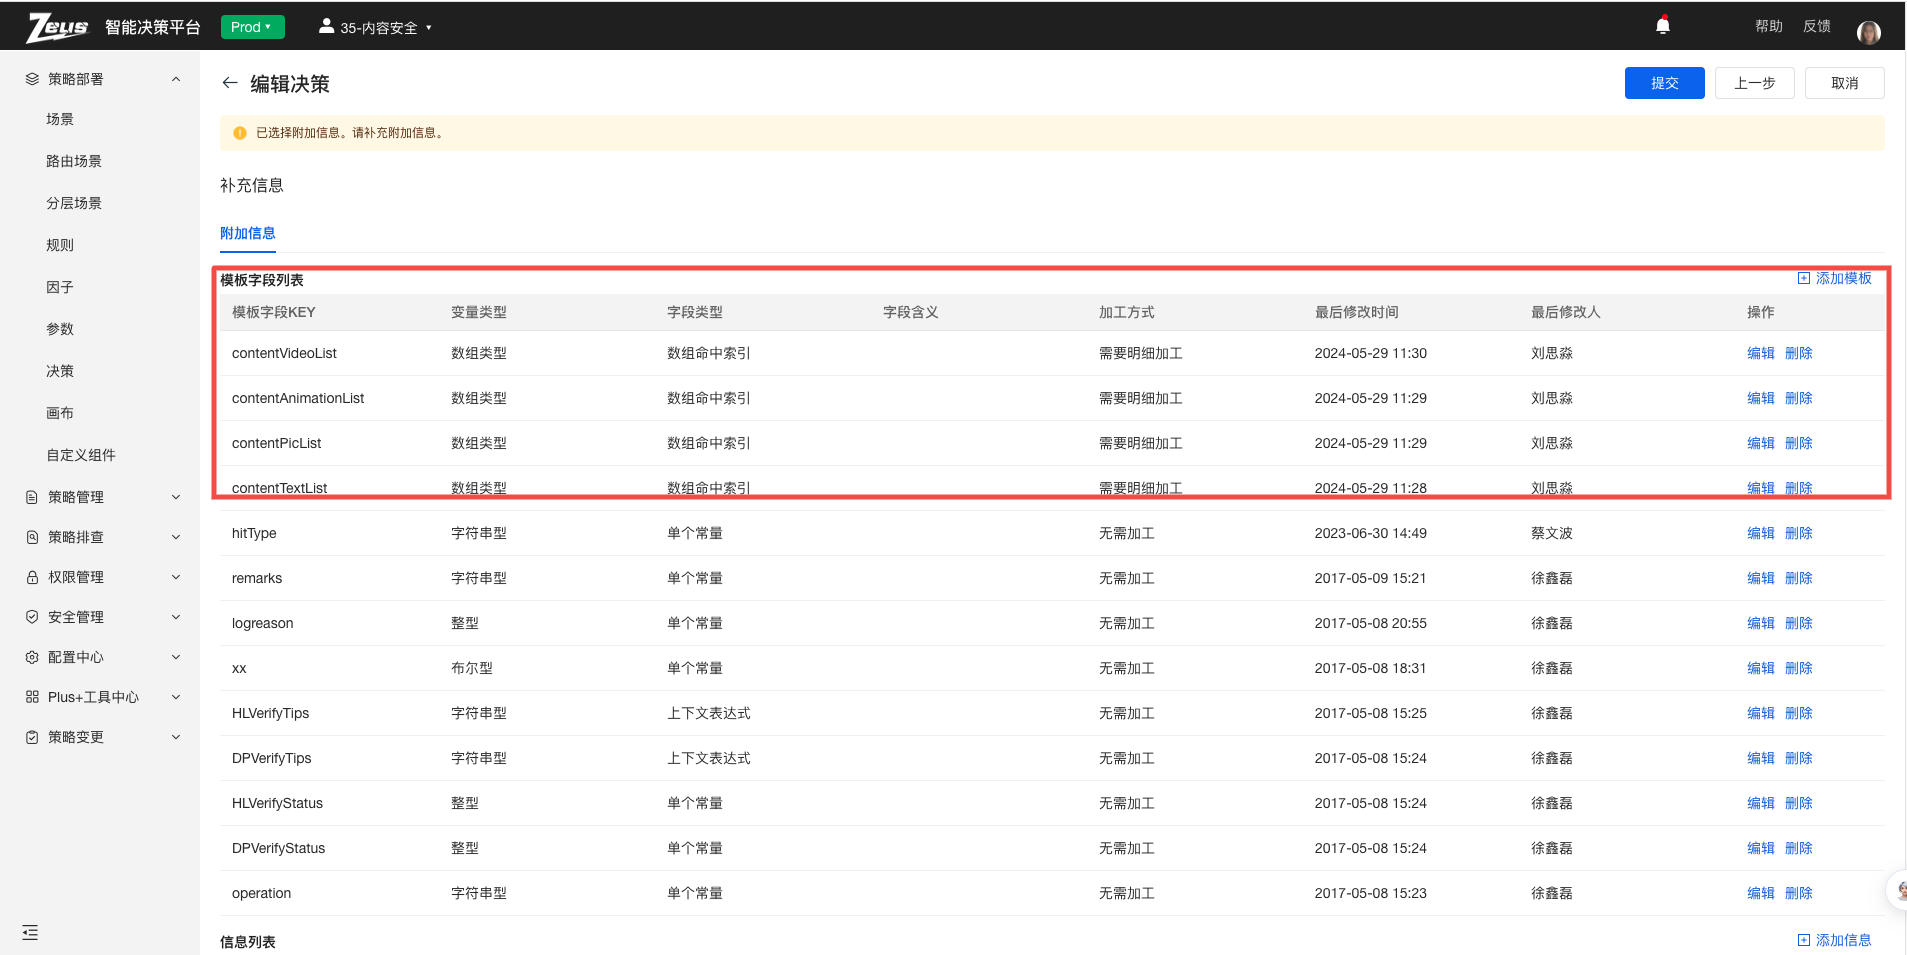 Zeus 智能决策平台 Prod 35-内容安全 帮助 反馈
策略部署
场景
路由场景
分层场景
规则
因子
参数
决策
画布
自定义组件
策略管理
策略排查
权限管理
安全管理
配置中心
Plus+工具中心
策略变更
编辑决策 提交 上一步 取消
已选择附加信息。请补充附加信息。
补充信息
附加信息
模板字段列表 添加模板
模板字段KEY 变量类型 字段类型 字段含义 加工方式 最后修改时间 最后修改人 操作
contentVideoList 数组类型 数组命中索引 需要明细加工 2024-05-29 11:30 刘思淼 编辑 删除
contentAnimationList 数组类型 数组命中索引 需要明细加工 2024-05-29 11:29 刘思淼 编辑 删除
contentPicList 数组类型 数组命中索引 需要明细加工 2024-05-29 11:29 刘思淼 编辑 删除
contentTextList 数组类型 数组命中索引 需要明细加工 2024-05-29 11:28 刘思淼 编辑 删除
hitType 字符串型 单个常量 无需加工 2023-06-30 14:49 蔡文波 编辑 删除
remarks 字符串型 单个常量 无需加工 2017-05-09 15:21 徐鑫磊 编辑 删除
logreason 整型 单个常量 无需加工 2017-05-08 20:55 徐鑫磊 编辑 删除
xx 布尔型 单个常量 无需加工 2017-05-08 18:31 徐鑫磊 编辑 删除
HLVerifyTips 字符串型 上下文表达式 无需加工 2017-05-08 15:25 徐鑫磊 编辑 删除
DPVerifyTips 字符串型 上下文表达式 无需加工 2017-05-08 15:24 徐鑫磊 编辑 删除
HLVerifyStatus 整型 单个常量 无需加工 2017-05-08 15:24 徐鑫磊 编辑 删除
DPVerifyStatus 整型 单个常量 无需加工 2017-05-08 15:24 徐鑫磊 编辑 删除
operation 字符串型 单个常量 无需加工 2017-05-08 15:23 徐鑫磊 编辑 删除
信息列表 添加信息